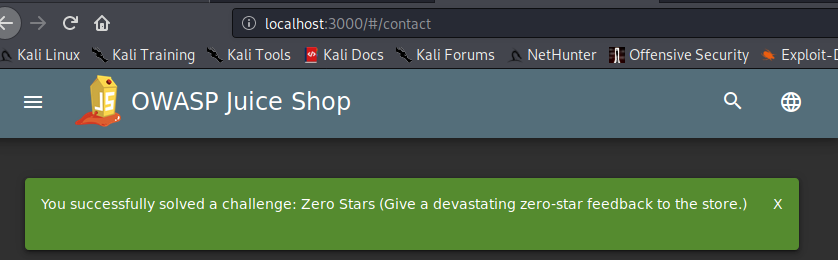 localhost:3000/#/contact
Kali Linux Kali Training Kali Tools Kali Docs Kali Forums NetHunter Offensive Security Exploit-D
JS OWASP Juice Shop
You successfully solved a challenge: Zero Stars (Give a devastating zero-star feedback to the store.) X